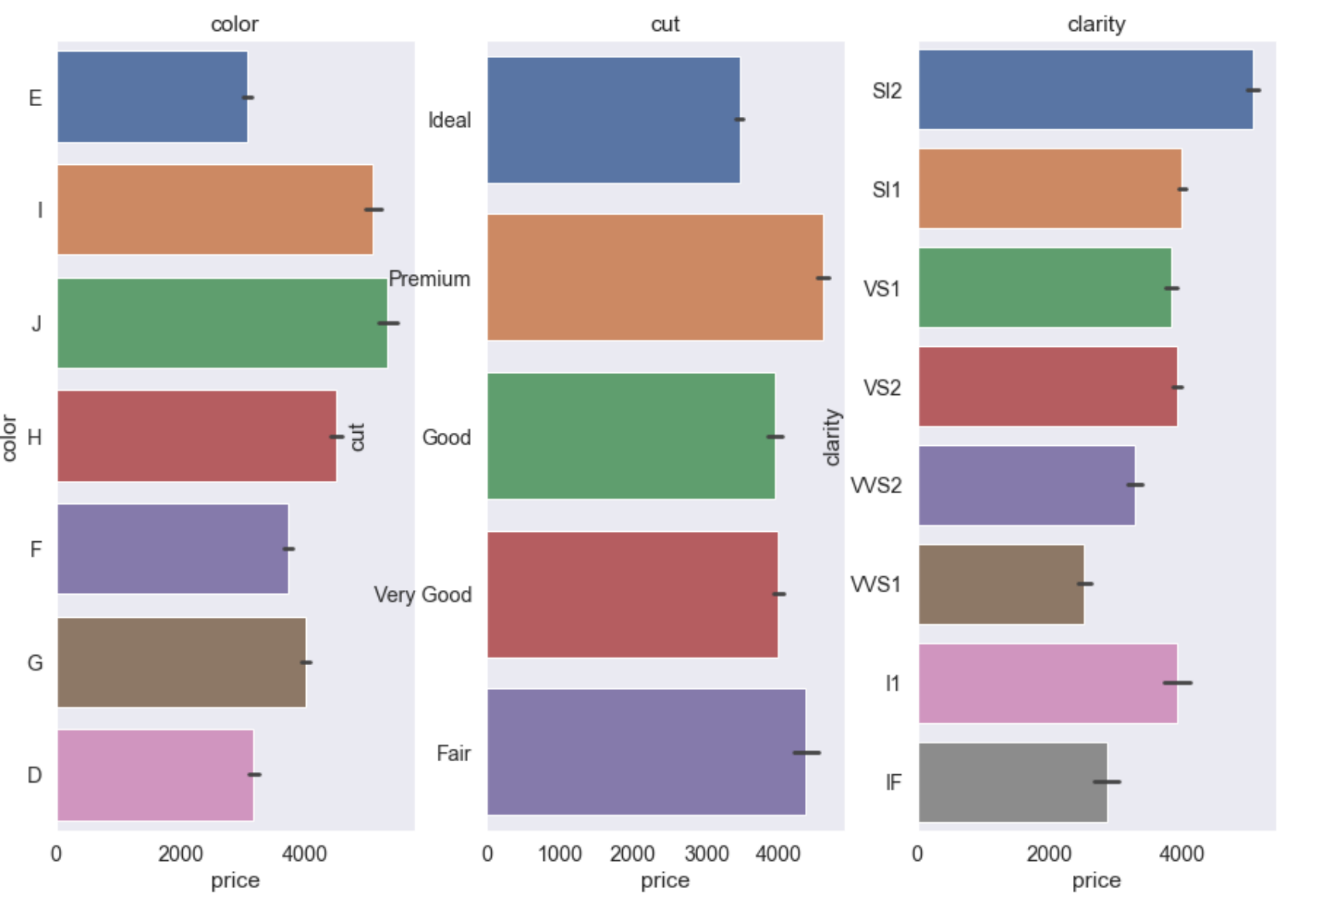 color
E
I
J
H
F
G
D
color
0 2000 4000
price
cut
Ideal
Premium
Good
Very Good
Fair
cut
0 1000 2000 3000 4000
price
clarity
SI2
SI1
VS1
VS2
VVS2
VVS1
I1
IF
clarity
0 2000 4000
price